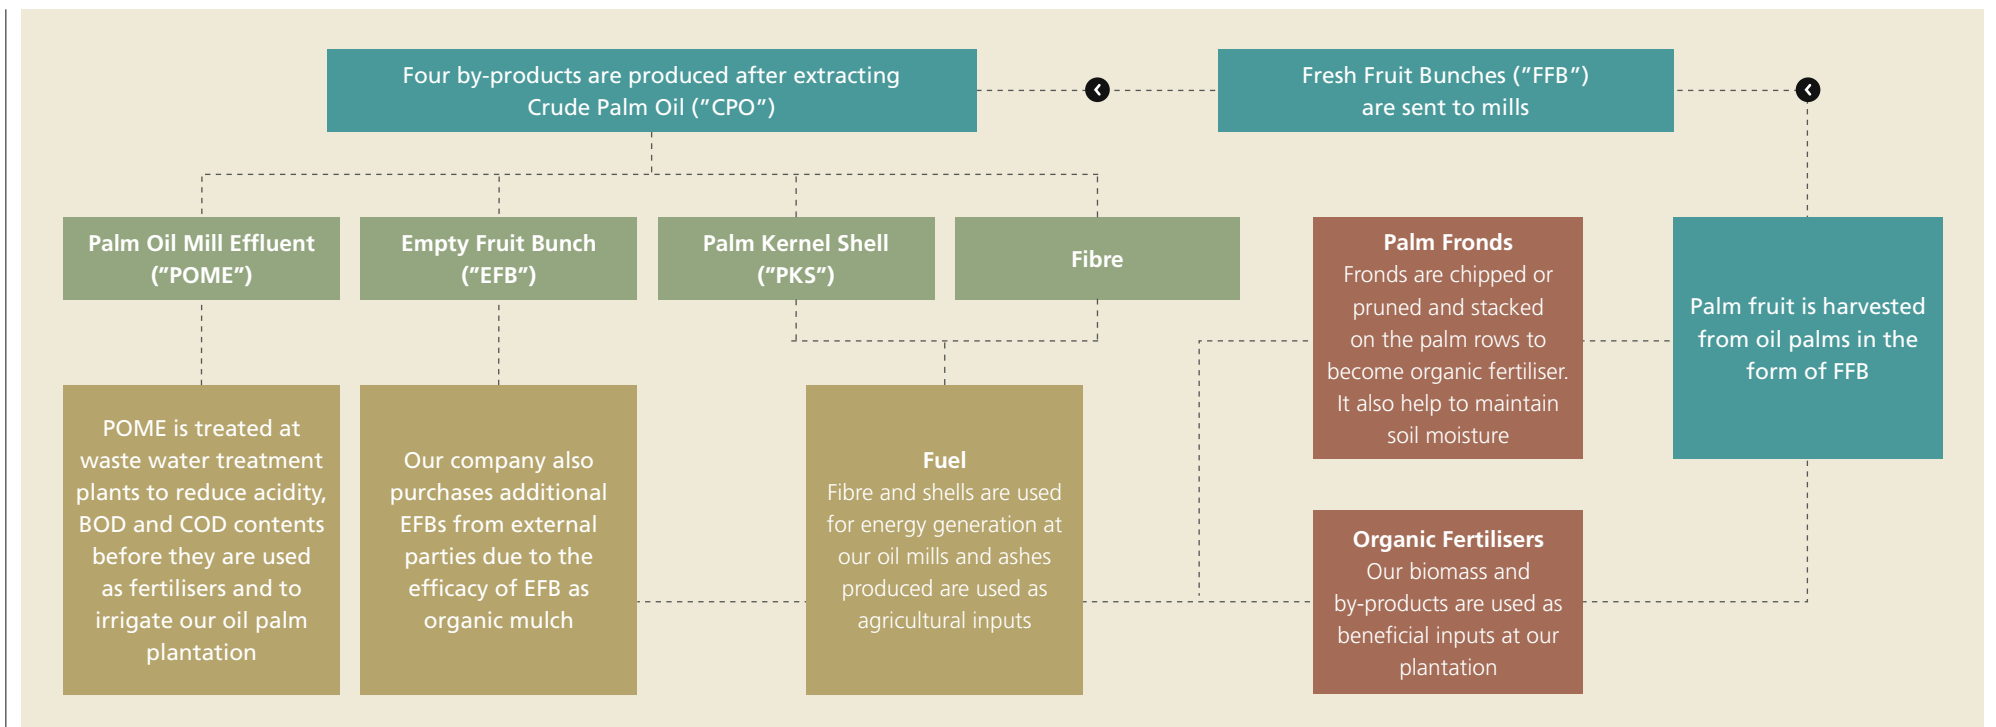 Four by-products are produced after extracting
Crude Palm Oil (”CPO”)
Fresh Fruit Bunches (”FFB”)
are sent to mills
Palm Oil Mill Effluent
(”POME”)
Empty Fruit Bunch
(”EFB”)
Palm Kernel Shell
(”PKS”)
Fibre
Palm Fronds
Fronds are chipped or
pruned and stacked
on the palm rows to
become organic fertiliser.
It also help to maintain
soil moisture
Palm fruit is harvested
from oil palms in the
form of FFB
POME is treated at
waste water treatment
plants to reduce acidity,
BOD and COD contents
before they are used
as fertilisers and to
irrigate our oil palm
plantation
Our company also
purchases additional
EFBs from external
parties due to the
efficacy of EFB as
organic mulch
Fuel
Fibre and shells are used
for energy generation at
our oil mills and ashes
produced are used as
agricultural inputs
Organic Fertilisers
Our biomass and
by-products are used as
beneficial inputs at our
plantation